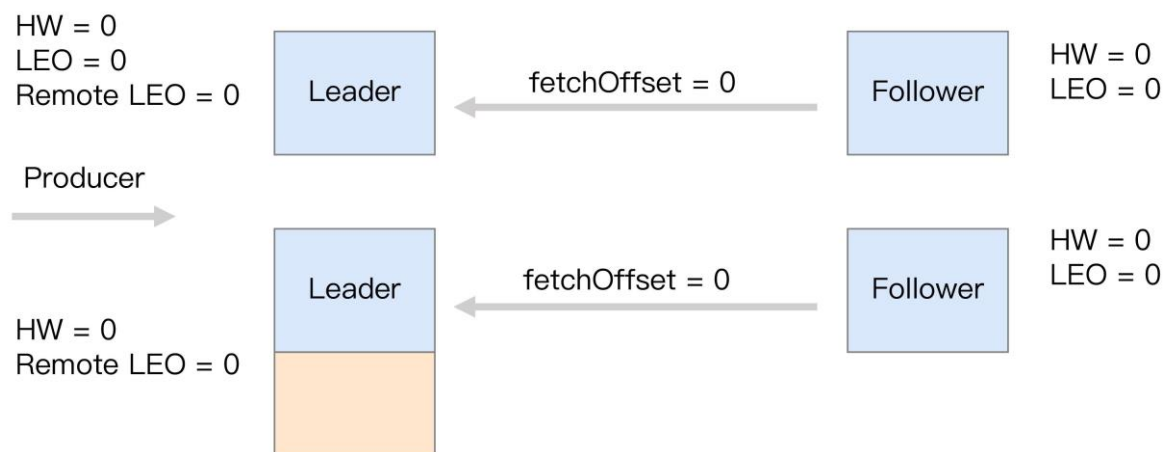 HW = 0
LEO = 0
Remote LEO = 0
Leader
fetchOffset = 0
Follower
HW = 0
LEO = 0
Producer
HW = 0
Remote LEO = 0
Leader
fetchOffset = 0
Follower
HW = 0
LEO = 0